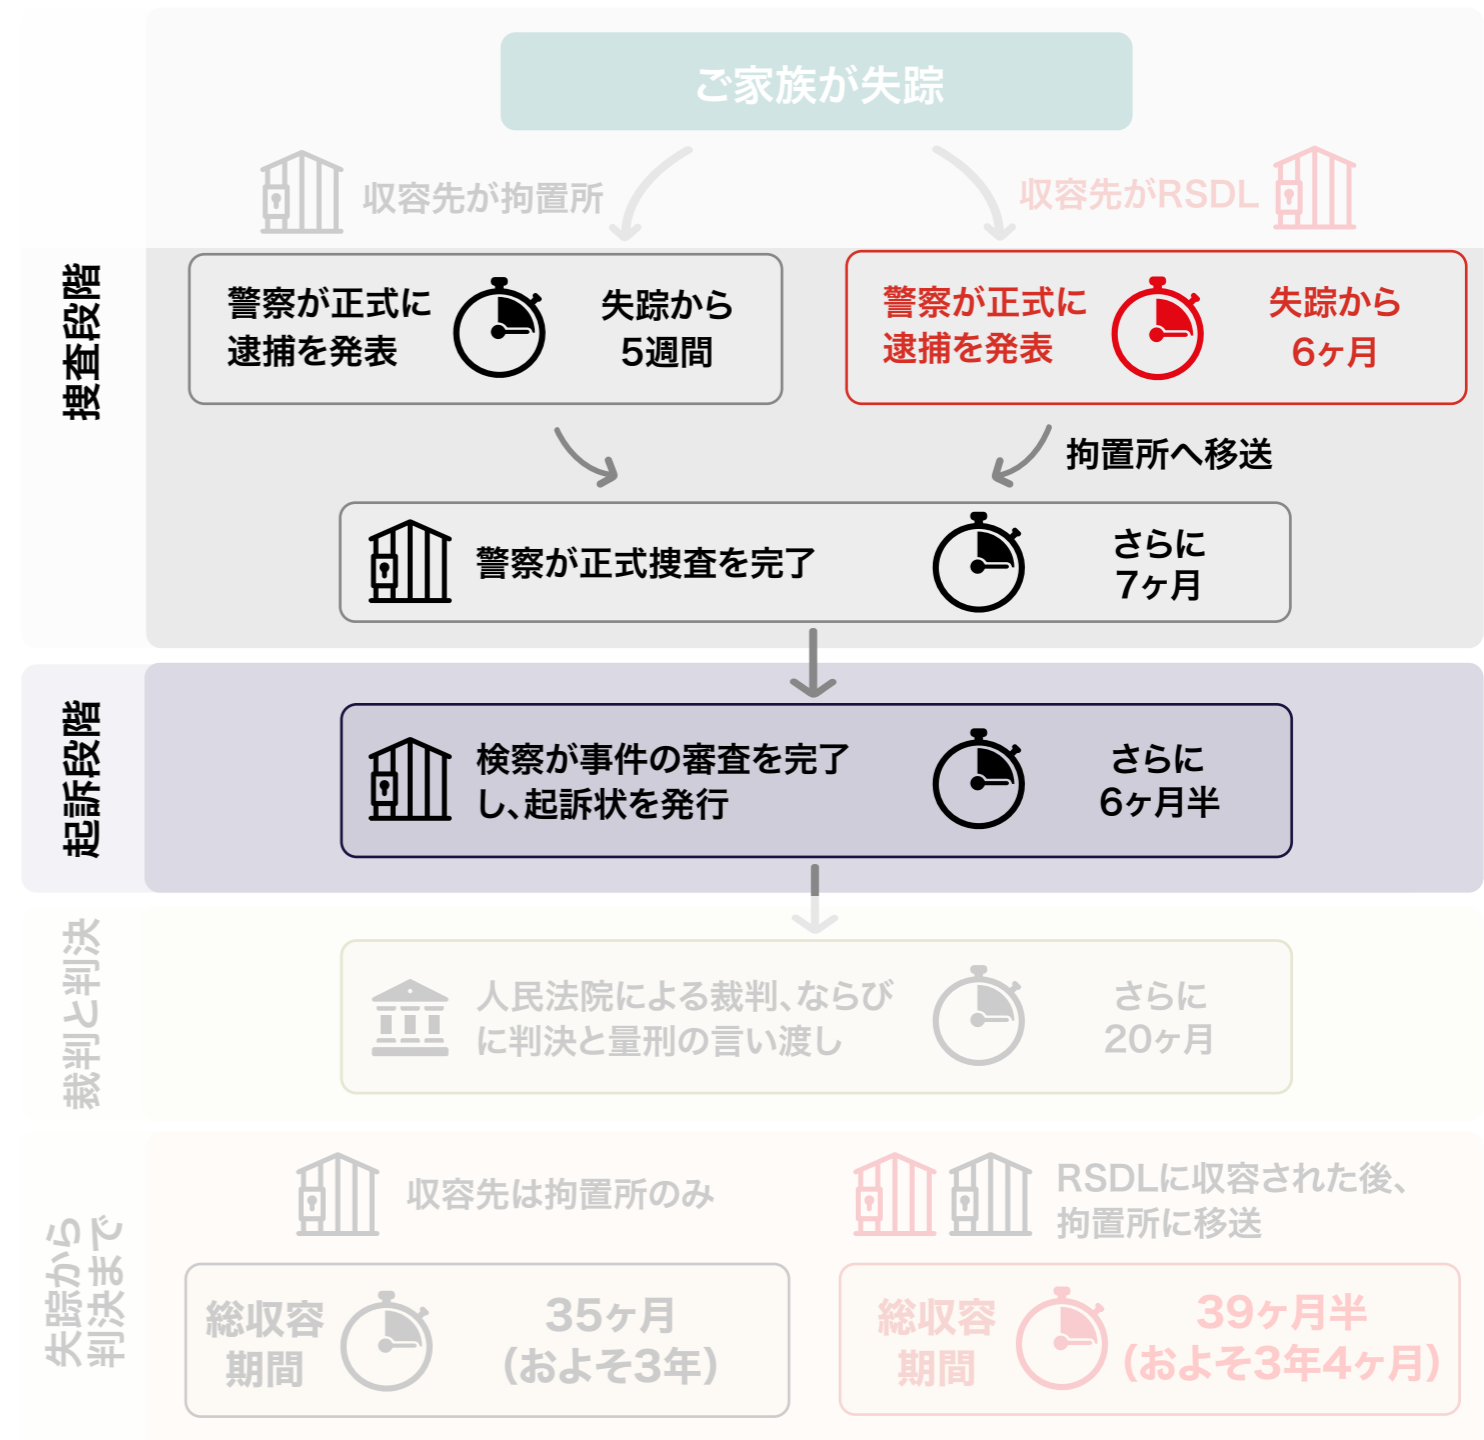 ご家族が失踪
収容先が拘置所
収容先がRSDL
捜査段階
警察が正式に
逮捕を発表
失踪から
5週間
警察が正式に
逮捕を発表
失踪から
6ヶ月
拘置所へ移送
警察が正式捜査を完了
さらに
7ヶ月
起訴段階
検察が事件の審査を完了
し、起訴状を発行
さらに
6ヶ月半
裁判と判決
人民法院による裁判、ならび
に判決と量刑の言い渡し
さらに
20ヶ月
失踪から
判決まで
収容先は拘置所のみ
RSDLに収容された後、
拘置所に移送
総収容
期間
35ヶ月
(およそ3年)
総収容
期間
39ヶ月半
(およそ3年4ヶ月)